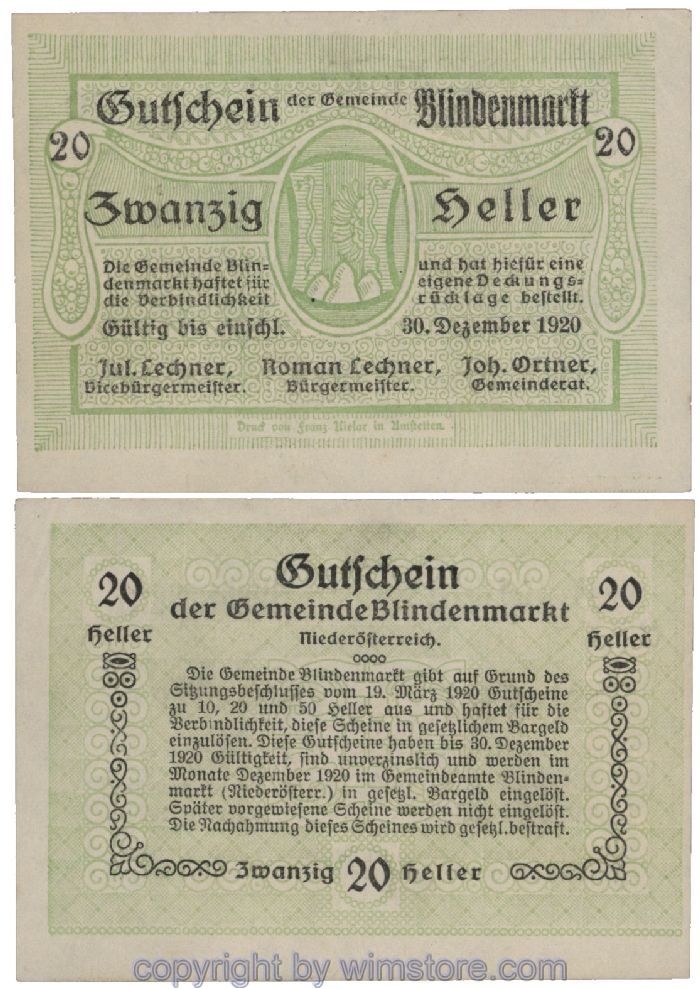 Gutschein der Gemeinde Blindenmarkt
20 20
Zwanzig Heller
Die Gemeinde Blin- und hat hiefür eine
denmarkt haftet für eigene Deckungs-
die Verbindlichkeit rücklage bestellt.
Gültig bis einschl. 30. Dezember 1920
Jul. Lechner, Roman Lechner, Joh. Ortner,
Vicebürgermeister. Bürgermeister. Gemeinderat.
Druck von Franz in Amstetten.
Gutschein
20 20
der Gemeinde Blindenmarkt
Heller Heller
Niederösterreich.
Die Gemeinde Blindenmarkt gibt auf Grund des
Sitzungsbeschlusses vom 19. März 1920 Gutscheine
zu 10, 20 und 50 Heller aus und haftet für die
Verbindlichkeit, diese Scheine in gesetzlichem Bargeld
einzulösen. Diese Gutscheine haben bis 30. Dezember
1920 Gültigkeit, sind unverzinslich und werden im
Monate Dezember 1920 im Gemeindeamte Blinden-
markt (Niederösterr.) in gesetzl. Bargeld eingelöst.
Später vorgewiesene Scheine werden nicht eingelöst.
Die Nachahmung dieses Scheines wird gesetzl. bestraft.
Zwanzig 20 Heller
copyright by wimstore.com